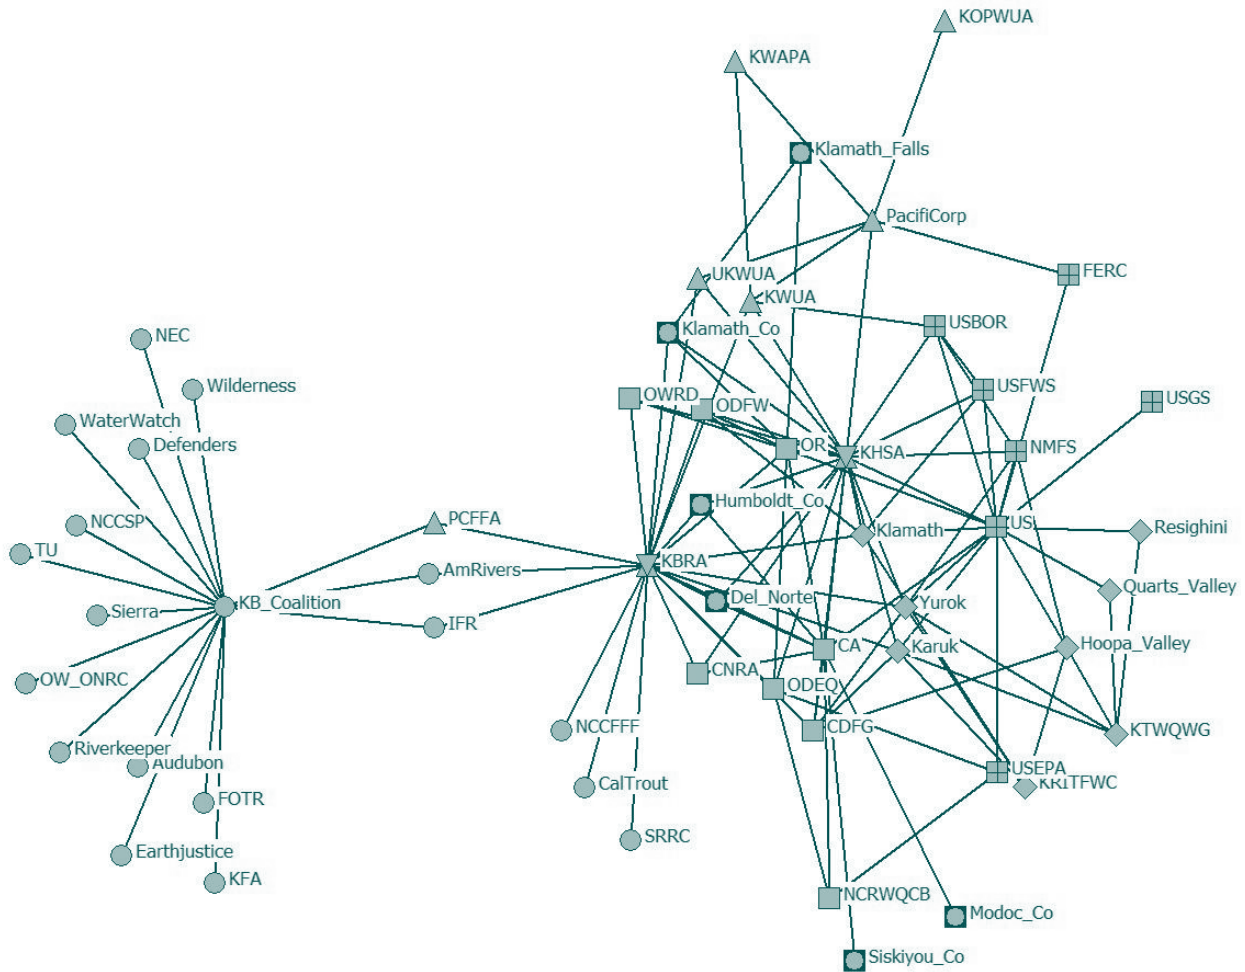 KOPWUA
KWAPA
Klamath_Falls
PacifiCorp
UKWUA
FERC
KWUA
USBOR
Klamath_Co
NEC
Wilderness
USFWS
OWRD
ODFW
USGS
WaterWatch
Defenders
OR
KHSA
NMFS
Humboldt_Co
NCCSP
PCFFA
Klamath
US
Resighini
TU
KBRA
AmRivers
Quarts_Valley
Sierra
KB_Coalition
Del_Norte
Yurok
IFR
CA
Karuk
Hoopa_Valley
OW_ONRC
CNRA
ODEQ
NCCFFF
CDFG
KTWQWG
Riverkeeper
Audubon
USEPA
KRITFWC
CalTrout
FOTR
SRRC
Earthjustice
KFA
NCRWQCB
Modoc_Co
Siskiyou_Co